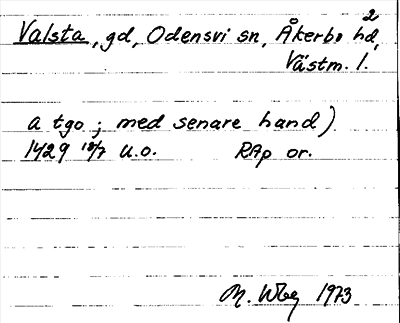 Valsta, gd, Odensvi sn, Åkerbo hd, 2
Västm. l.
a tgo ; med senare hand)
1429 18/7 u.o. RAp or.
M. Wbg 1973